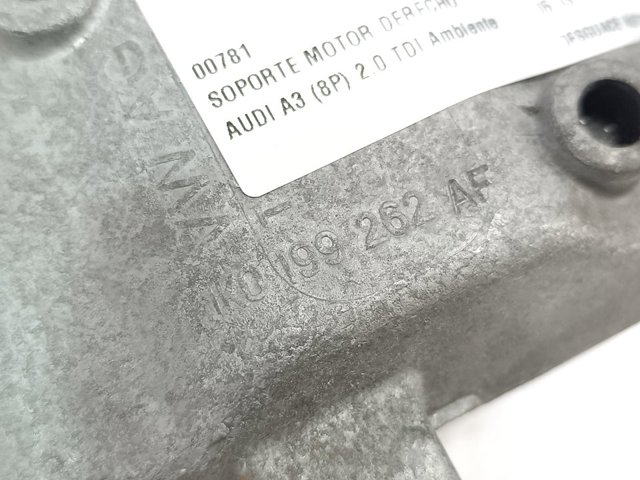 00781
SOPORTE MOTOR DERECHO
AUDI A3 (8P) 2.0 TDI Ambiente
1K0 199 262 AF